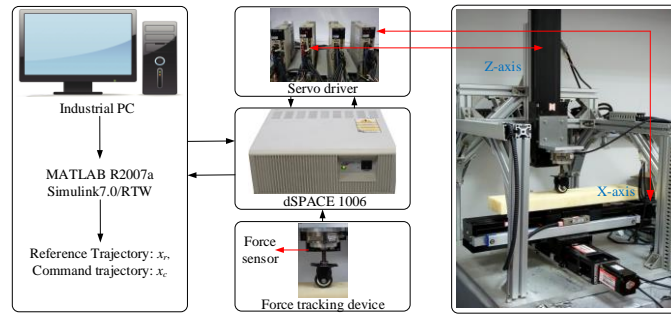 Industrial PC
MATLAB R2007a
Simulink7.0/RTW
Reference Trajectory: xr,
Command trajectory: xc
Servo driver
dSPACE 1006
Force
sensor
Force tracking device
Z-axis
X-axis